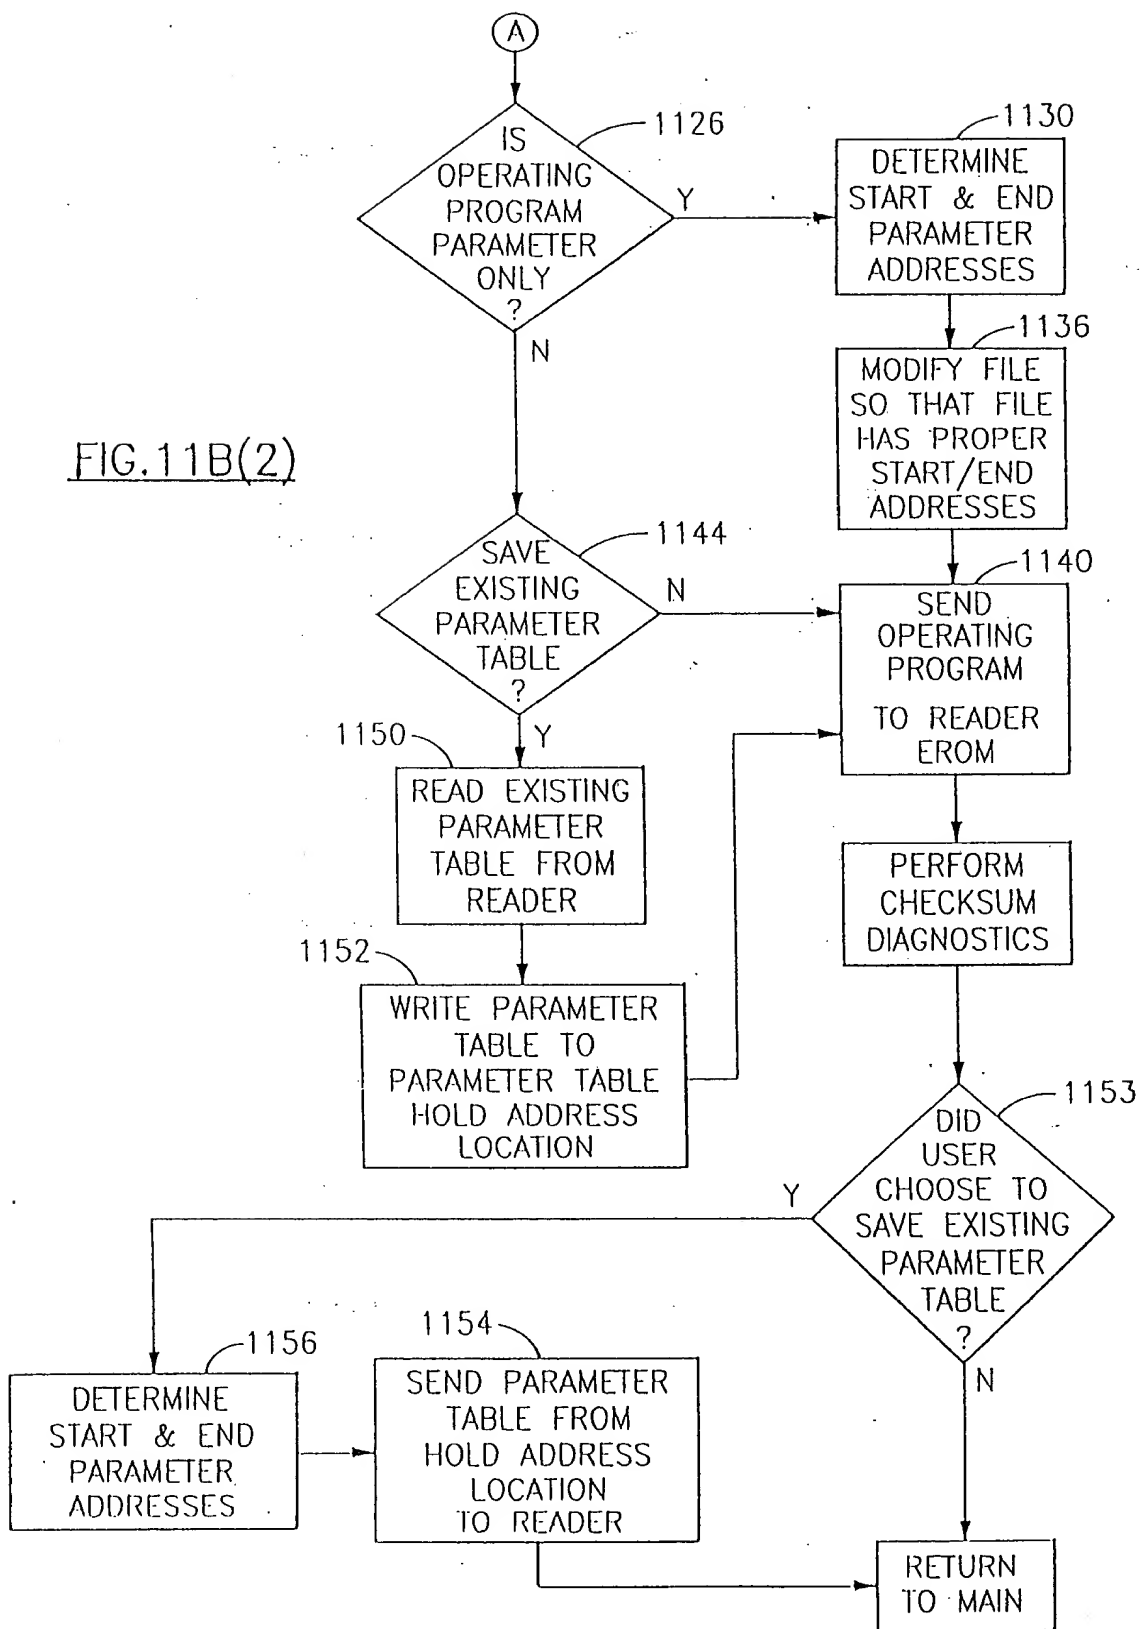 A
IS
OPERATING
PROGRAM
PARAMETER
ONLY
?
1126
Y
N
1130
DETERMINE
START & END
PARAMETER
ADDRESSES
1136
MODIFY FILE
SO THAT FILE
HAS PROPER
START/END
ADDRESSES
FIG.11B(2)
SAVE
EXISTING
PARAMETER
TABLE
?
1144
N
Y
1140
SEND
OPERATING
PROGRAM
TO READER
EROM
1150
READ EXISTING
PARAMETER
TABLE FROM
READER
PERFORM
CHECKSUM
DIAGNOSTICS
1152
WRITE PARAMETER
TABLE TO
PARAMETER TABLE
HOLD ADDRESS
LOCATION
1153
DID
USER
CHOOSE TO
SAVE EXISTING
PARAMETER
TABLE
?
Y
N
1156
DETERMINE
START & END
PARAMETER
ADDRESSES
1154
SEND PARAMETER
TABLE FROM
HOLD ADDRESS
LOCATION
TO READER
RETURN
TO MAIN